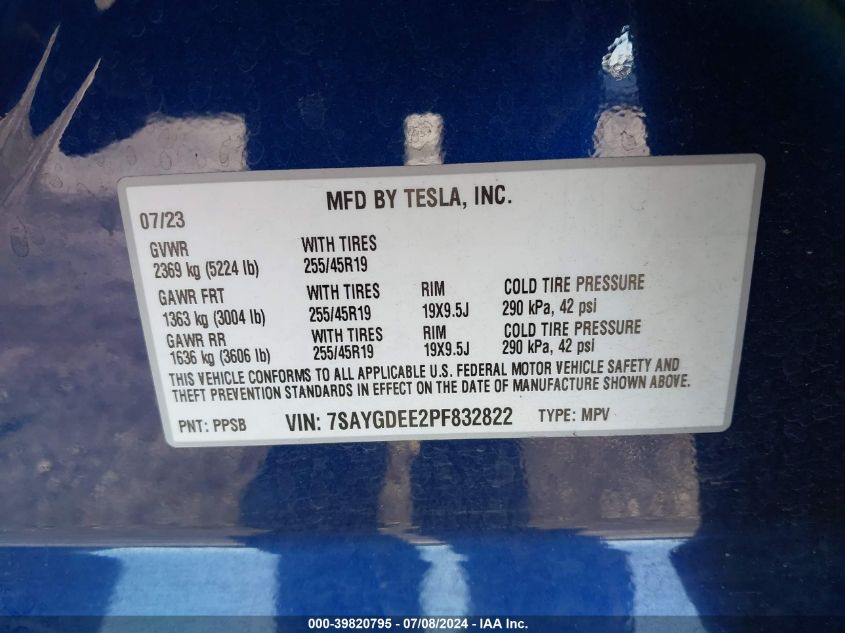 MFD BY TESLA, INC.
07/23
GVWR WITH TIRES
2369 kg (5224 lb) 255/45R19
GAWR FRT WITH TIRES RIM COLD TIRE PRESSURE
1363 kg (3004 lb) 255/45R19 19X9.5J 290 kPa, 42 psi
GAWR RR WITH TIRES RIM COLD TIRE PRESSURE
1636 kg (3606 lb) 255/45R19 19X9.5J 290 kPa, 42 psi
THIS VEHICLE CONFORMS TO ALL APPLICABLE U.S. FEDERAL MOTOR VEHICLE SAFETY AND
THEFT PREVENTION STANDARDS IN EFFECT ON THE DATE OF MANUFACTURE SHOWN ABOVE.
PNT: PPSB VIN: 7SAYGDEE2PF832822 TYPE: MPV
000-39820795 - 07/08/2024 - IAA Inc.